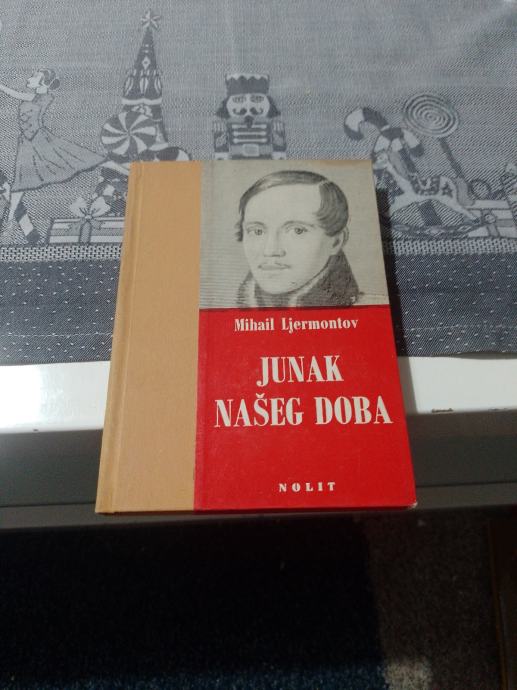 Mihail Ljermontov
JUNAK
NAŠEG DOBA
NOLIT